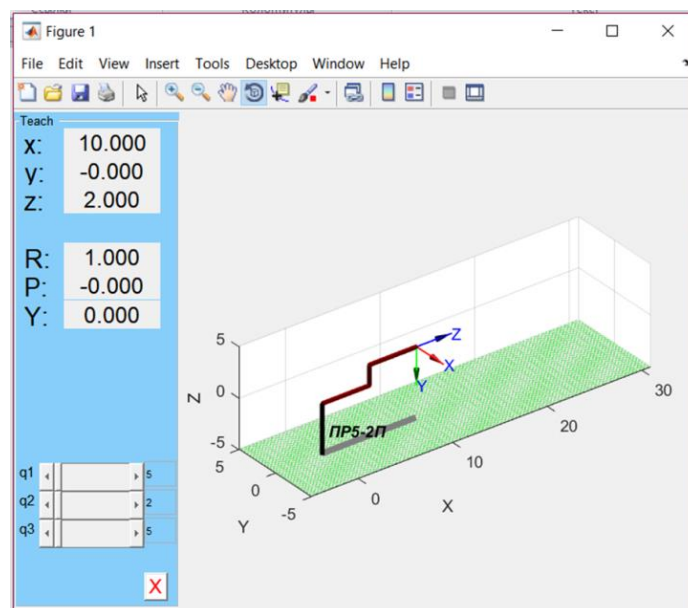 Figure 1
File Edit View Insert Tools Desktop Window Help
Teach
x: 10.000
y: -0.000
z: 2.000
R: 1.000
P: -0.000
Y: 0.000
q1 5
q2 2
q3 5
X
5
0
-5
Z
5
0
-5
Y
0
10
20
30
X
Z
X
Y
ПР5-2П